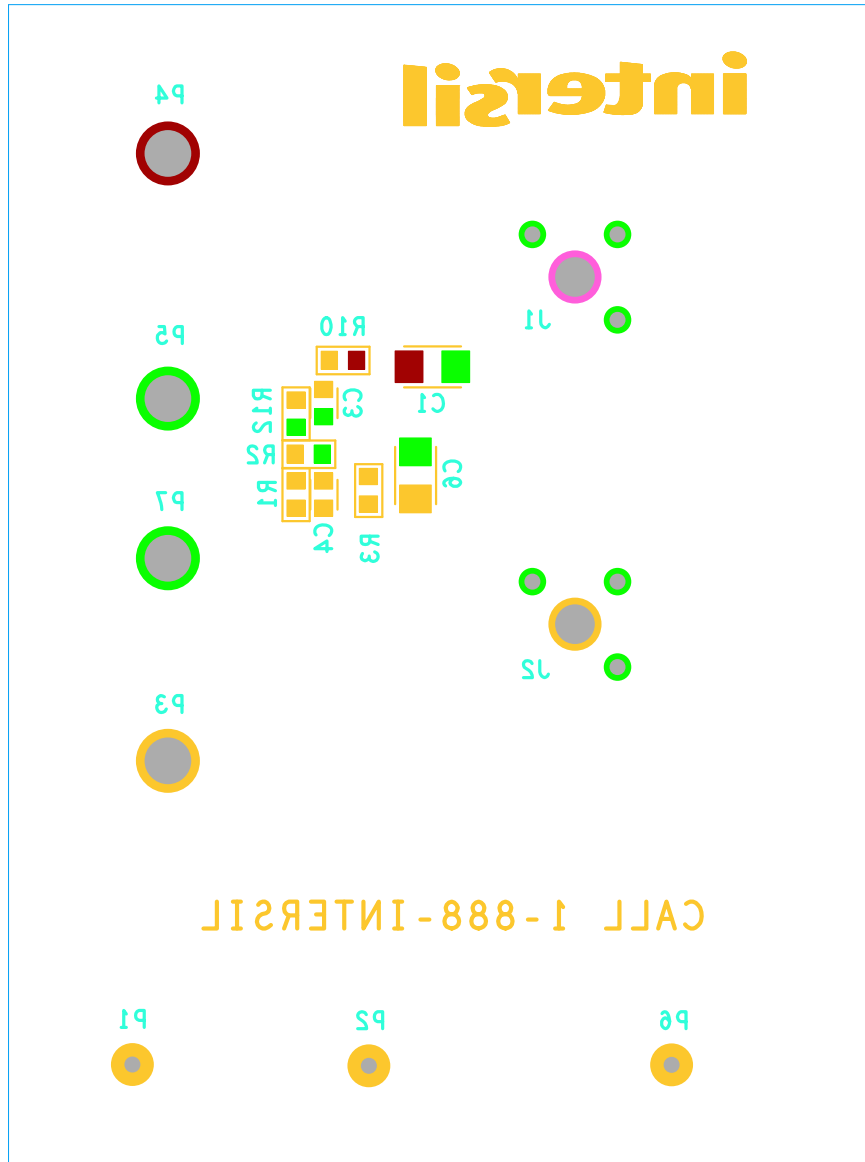 intersil
P4
J1
P5
R10
C1
R12
C3
R2
C6
R1
P7
C4
R3
J2
P3
CALL 1-888-INTERSIL
P1
P2
P6